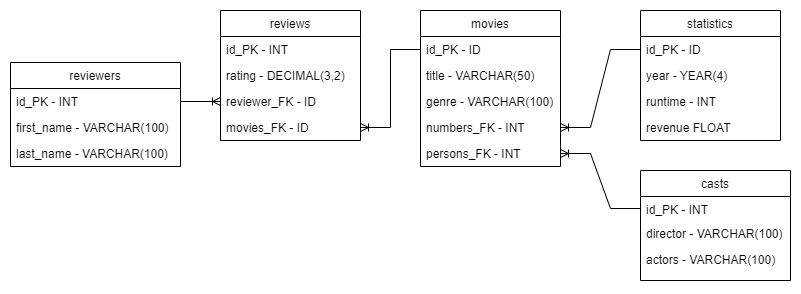 reviewers
id_PK - INT
first_name - VARCHAR(100)
last_name - VARCHAR(100)
reviews
id_PK - INT
rating - DECIMAL(3,2)
reviewer_FK - ID
movies_FK - ID
movies
id_PK - ID
title - VARCHAR(50)
genre - VARCHAR(100)
numbers_FK - INT
persons_FK - INT
statistics
id_PK - ID
year - YEAR(4)
runtime - INT
revenue FLOAT
casts
id_PK - INT
director - VARCHAR(100)
actors - VARCHAR(100)